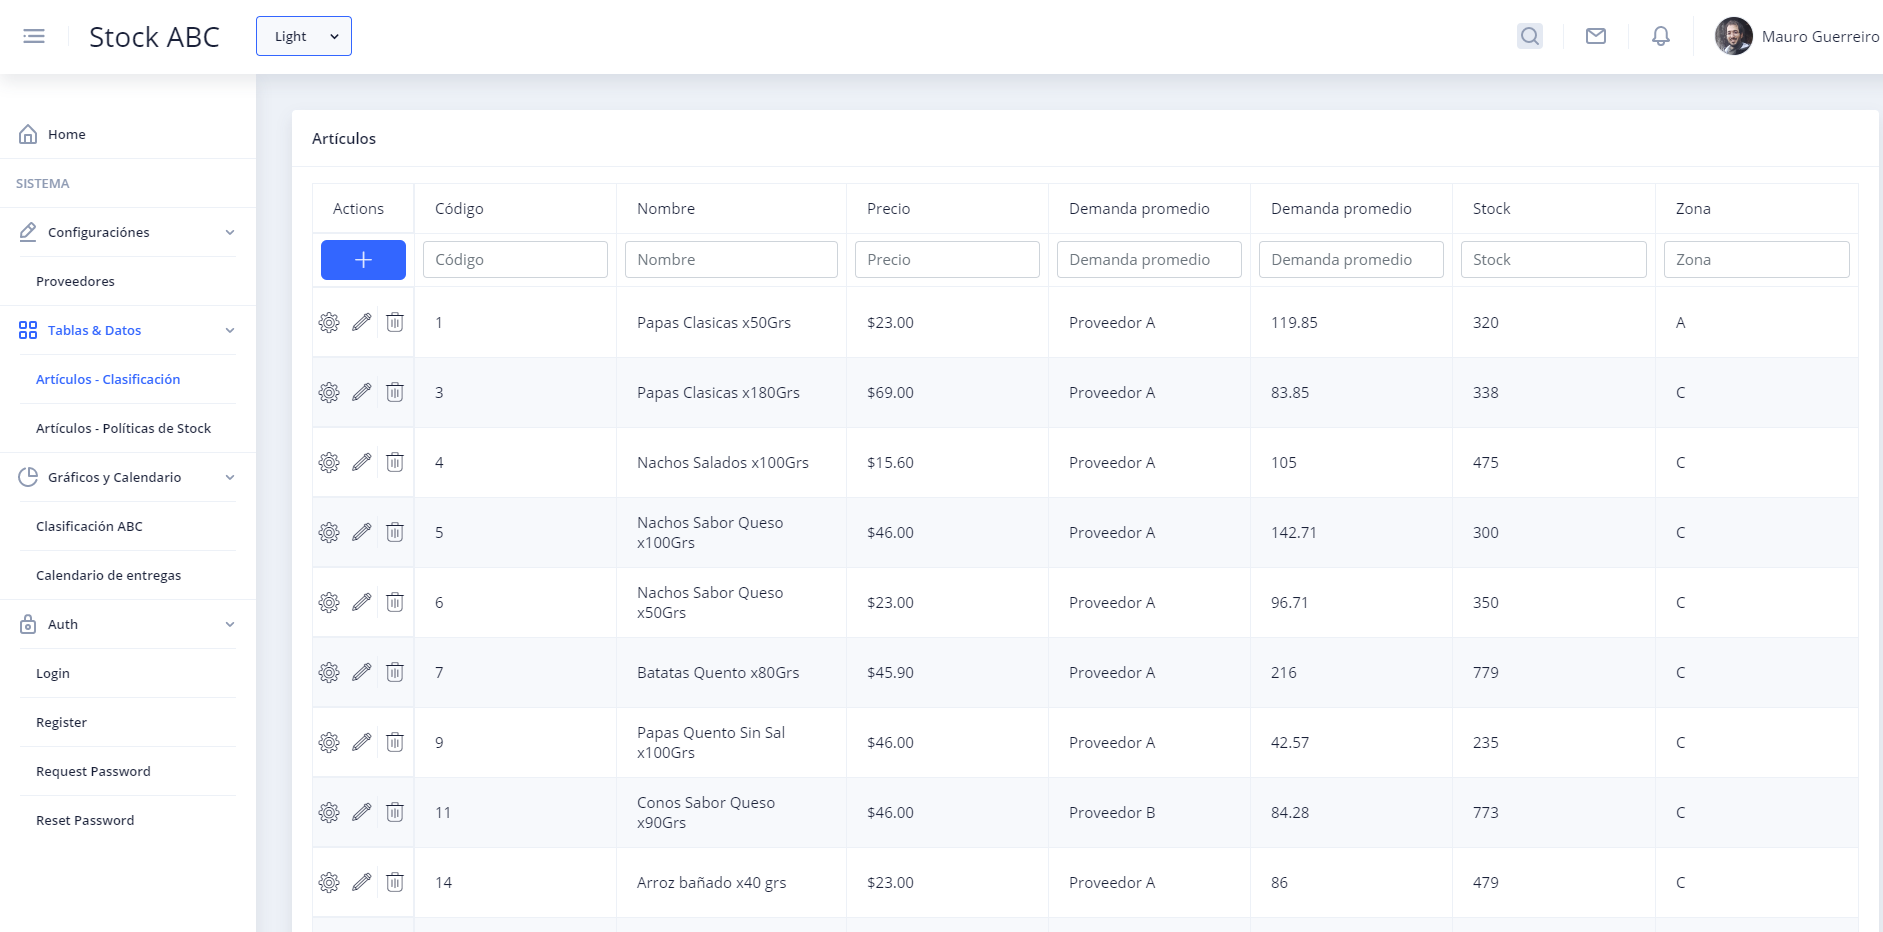 Stock ABC
Light
Mauro Guerreiro
Home
SISTEMA
Configuraciónes
Proveedores
Tablas & Datos
Artículos - Clasificación
Artículos - Políticas de Stock
Gráficos y Calendario
Clasificación ABC
Calendario de entregas
Auth
Login
Register
Request Password
Reset Password
Artículos
Actions Código Nombre Precio Demanda promedio Demanda promedio Stock Zona
Código Nombre Precio Demanda promedio Demanda promedio Stock Zona
1 Papas Clasicas x50Grs $23.00 Proveedor A 119.85 320 A
3 Papas Clasicas x180Grs $69.00 Proveedor A 83.85 338 C
4 Nachos Salados x100Grs $15.60 Proveedor A 105 475 C
5 Nachos Sabor Queso x100Grs $46.00 Proveedor A 142.71 300 C
6 Nachos Sabor Queso x50Grs $23.00 Proveedor A 96.71 350 C
7 Batatas Quento x80Grs $45.90 Proveedor A 216 779 C
9 Papas Quento Sin Sal x100Grs $46.00 Proveedor A 42.57 235 C
11 Conos Sabor Queso x90Grs $46.00 Proveedor B 84.28 773 C
14 Arroz bañado x40 grs $23.00 Proveedor A 86 479 C